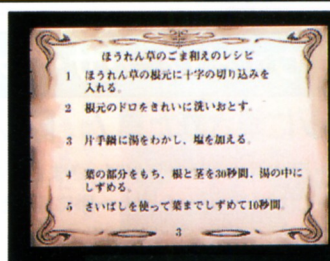 ほうれん草のごま和えのレシピ
1 ほうれん草の根元に十字の切り込みを
入れる。
2 根元のドロをきれいに洗いおとす。
3 片手鍋に湯をわかし、塩を加える。
4 葉の部分をもち、根と茎を30秒間、湯の中に
しずめる。
5 さいばしを使って葉までしずめて10秒間。
3